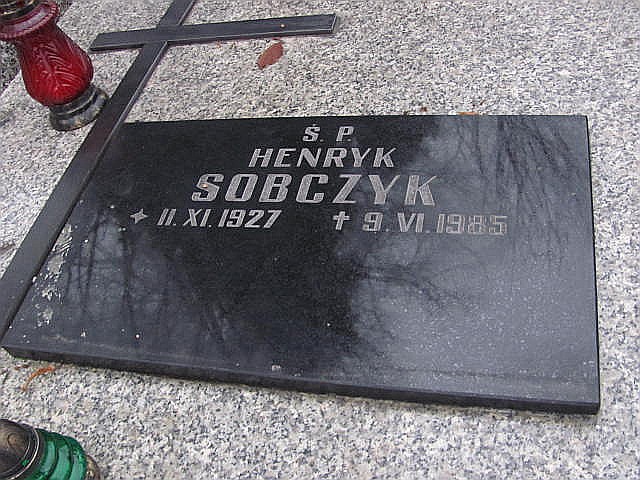 Ś. P.
HENRYK
SOBCZYK
✦ 11. XI. 1927 ✝ 9. VI. 1985